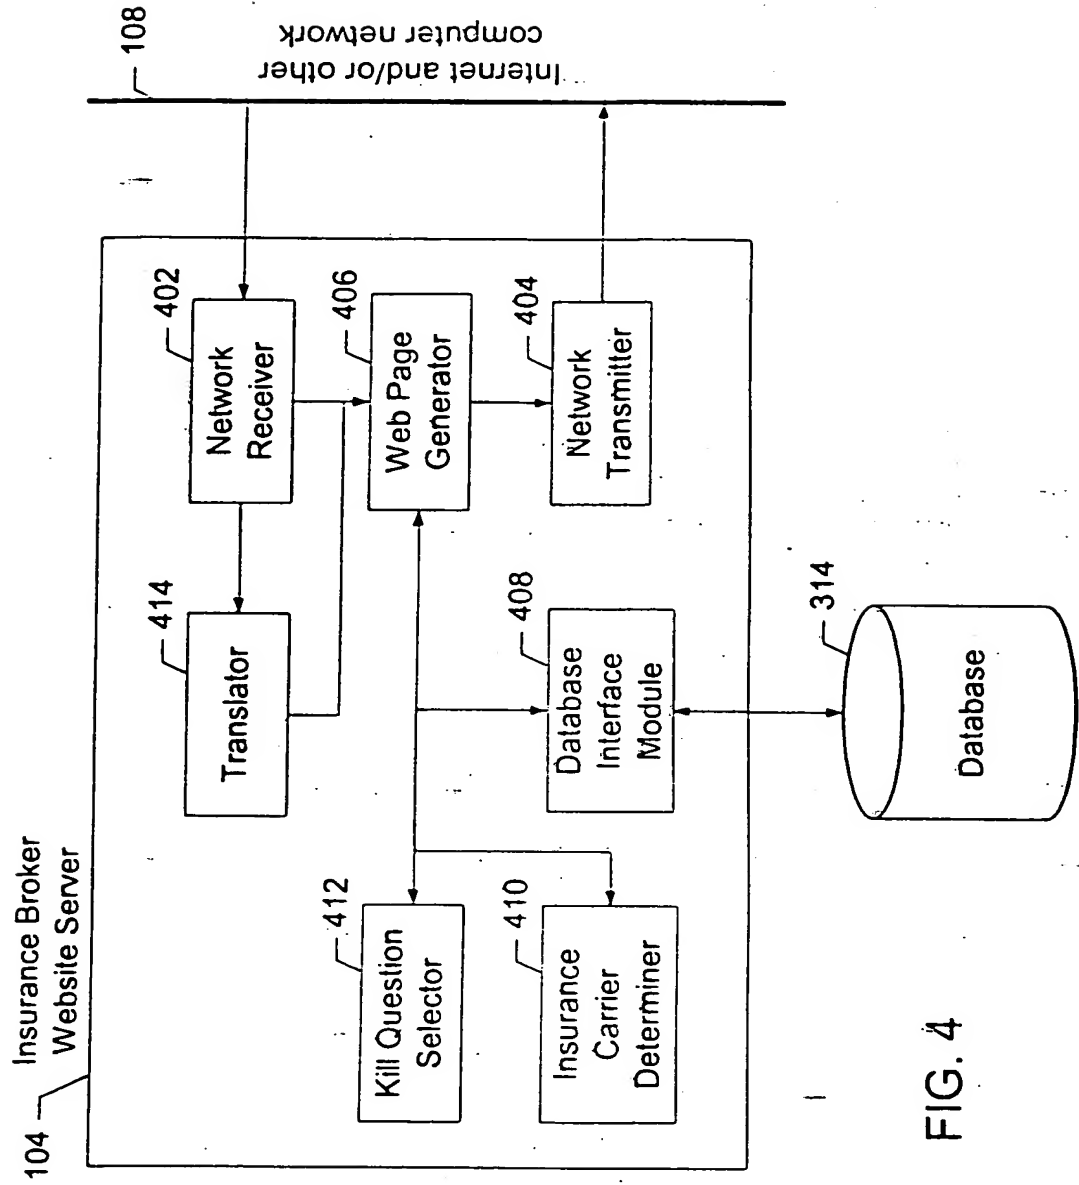 104
Insurance Broker
Website Server
412
Kill Question
Selector
410
Insurance
Carrier
Determiner
414
Translator
408
Database
Interface
Module
314
Database
402
Network
Receiver
406
Web Page
Generator
404
Network
Transmitter
108
Internet and/or other
computer network
FIG. 4